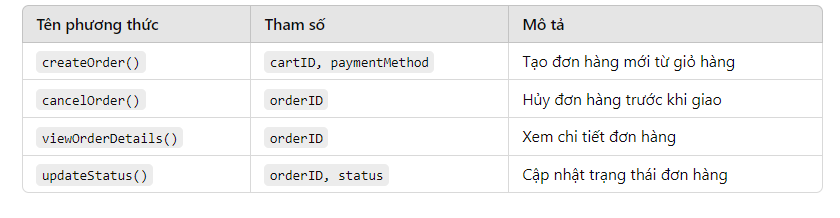 Tên phương thức Tham số Mô tả
createOrder() cartID, paymentMethod Tạo đơn hàng mới từ giỏ hàng
cancelOrder() orderID Hủy đơn hàng trước khi giao
viewOrderDetails() orderID Xem chi tiết đơn hàng
updateStatus() orderID, status Cập nhật trạng thái đơn hàng